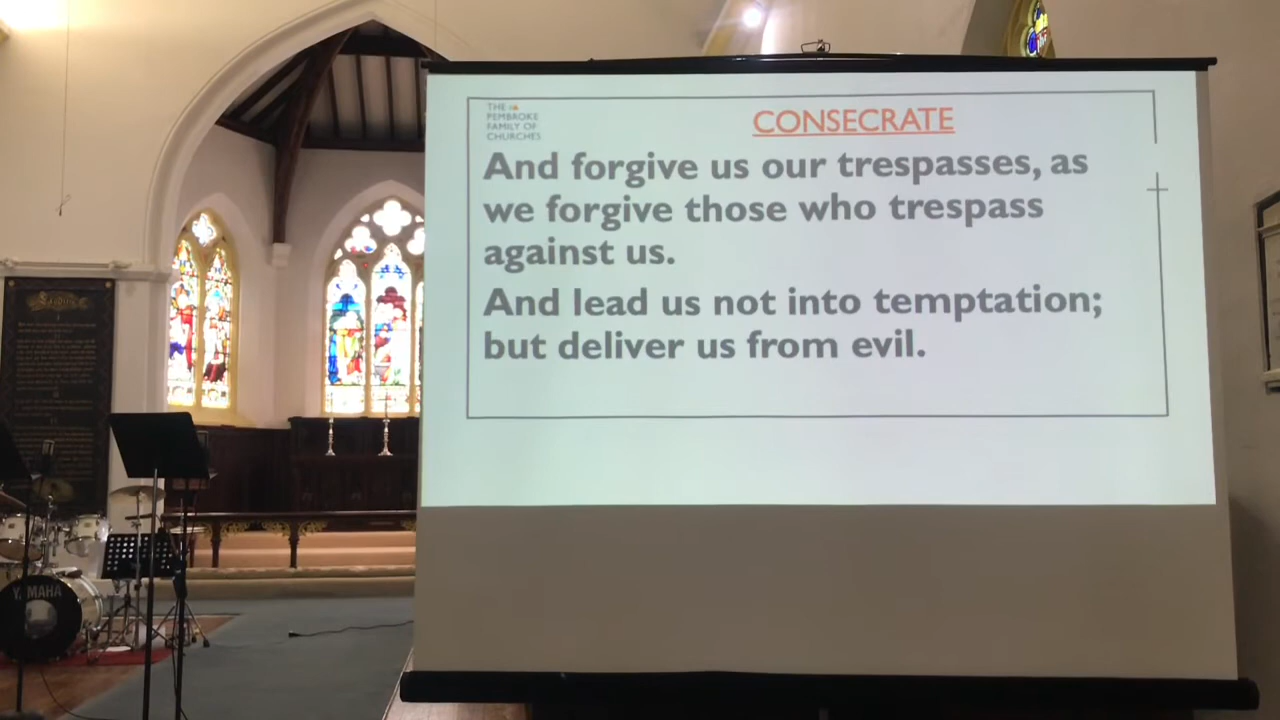 THE
PEMBROKE
FAMILY OF
CHURCHES
CONSECRATE
And forgive us our trespasses, as
we forgive those who trespass
against us.
And lead us not into temptation;
but deliver us from evil.
YAMAHA